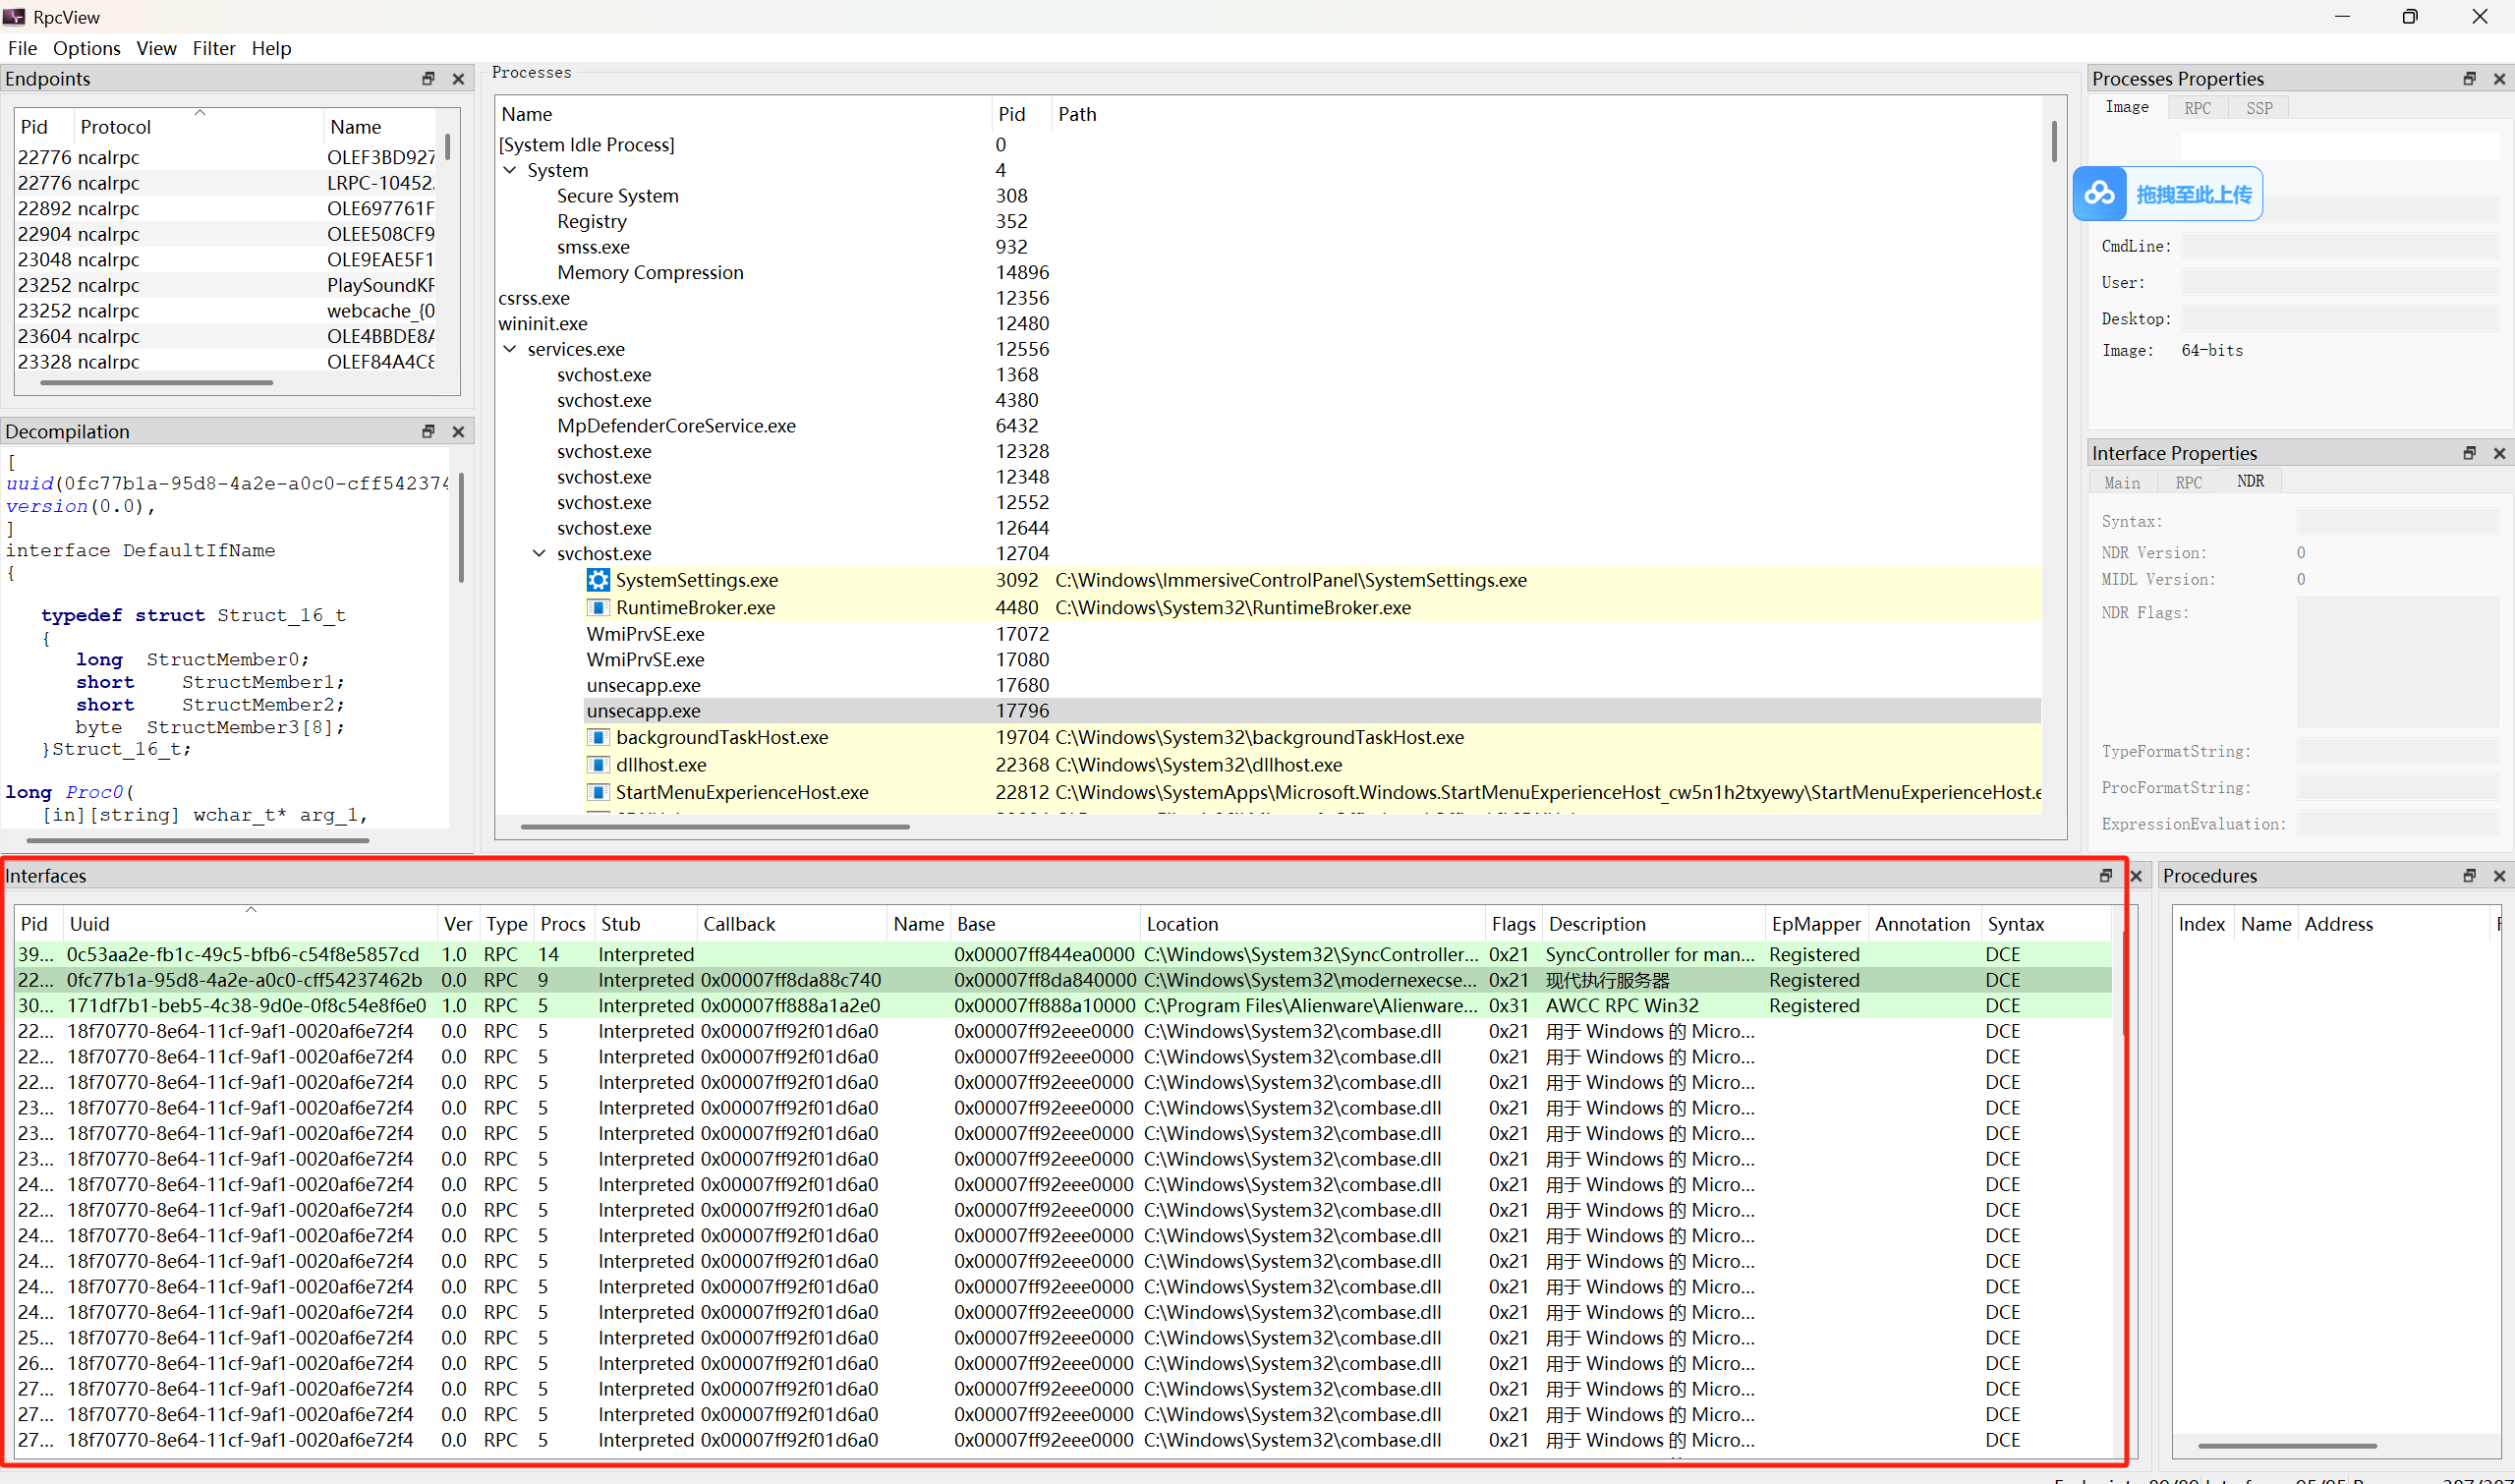 RpcView
File Options View Filter Help
Endpoints
Pid Protocol Name
22776 ncalrpc OLEF3BD927
22776 ncalrpc LRPC-10452
22892 ncalrpc OLE697761F
22904 ncalrpc OLEE508CF9
23048 ncalrpc OLE9EAE5F1
23252 ncalrpc PlaySoundKF
23252 ncalrpc webcache_{0
23604 ncalrpc OLE4BBDE8A
23328 ncalrpc OLEF84A4C8
Decompilation
[
uuid(0fc77b1a-95d8-4a2e-a0c0-cff542374
version(0.0),
]
interface DefaultIfName
{
typedef struct Struct_16_t
{
long StructMember0;
short StructMember1;
short StructMember2;
byte StructMember3[8];
}Struct_16_t;
long Proc0(
[in][string] wchar_t* arg_1,
Processes
Name Pid Path
[System Idle Process] 0
System 4
Secure System 308
Registry 352
smss.exe 932
Memory Compression 14896
csrss.exe 12356
wininit.exe 12480
services.exe 12556
svchost.exe 1368
svchost.exe 4380
MpDefenderCoreService.exe 6432
svchost.exe 12328
svchost.exe 12348
svchost.exe 12552
svchost.exe 12644
svchost.exe 12704
SystemSettings.exe 3092 C:\Windows\ImmersiveControlPanel\SystemSettings.exe
RuntimeBroker.exe 4480 C:\Windows\System32\RuntimeBroker.exe
WmiPrvSE.exe 17072
WmiPrvSE.exe 17080
unsecapp.exe 17680
unsecapp.exe 17796
backgroundTaskHost.exe 19704 C:\Windows\System32\backgroundTaskHost.exe
dllhost.exe 22368 C:\Windows\System32\dllhost.exe
StartMenuExperienceHost.exe 22812 C:\Windows\SystemApps\Microsoft.Windows.StartMenuExperienceHost_cw5n1h2txyewy\StartMenuExperienceHost.e
Processes Properties
Image RPC SSP
拖拽至此上传
CmdLine:
User:
Desktop:
Image: 64-bits
Interface Properties
Main RPC NDR
Syntax:
NDR Version: 0
MIDL Version: 0
NDR Flags:
TypeFormatString:
ProcFormatString:
ExpressionEvaluation:
Interfaces
Pid Uuid Ver Type Procs Stub Callback Name Base Location Flags Description EpMapper Annotation Syntax
39... 0c53aa2e-fb1c-49c5-bfb6-c54f8e5857cd 1.0 RPC 14 Interpreted 0x00007ff844ea0000 C:\Windows\System32\SyncController... 0x21 SyncController for man... Registered DCE
22... 0fc77b1a-95d8-4a2e-a0c0-cff54237462b 0.0 RPC 9 Interpreted 0x00007ff8da88c740 0x00007ff8da840000 C:\Windows\System32\modernexecse... 0x21 现代执行服务器 Registered DCE
30... 171df7b1-beb5-4c38-9d0e-0f8c54e8f6e0 1.0 RPC 5 Interpreted 0x00007ff888a1a2e0 0x00007ff888a10000 C:\Program Files\Alienware\Alienware... 0x31 AWCC RPC Win32 Registered DCE
22... 18f70770-8e64-11cf-9af1-0020af6e72f4 0.0 RPC 5 Interpreted 0x00007ff92f01d6a0 0x00007ff92eee0000 C:\Windows\System32\combase.dll 0x21 用于 Windows 的 Micro... DCE
22... 18f70770-8e64-11cf-9af1-0020af6e72f4 0.0 RPC 5 Interpreted 0x00007ff92f01d6a0 0x00007ff92eee0000 C:\Windows\System32\combase.dll 0x21 用于 Windows 的 Micro... DCE
22... 18f70770-8e64-11cf-9af1-0020af6e72f4 0.0 RPC 5 Interpreted 0x00007ff92f01d6a0 0x00007ff92eee0000 C:\Windows\System32\combase.dll 0x21 用于 Windows 的 Micro... DCE
23... 18f70770-8e64-11cf-9af1-0020af6e72f4 0.0 RPC 5 Interpreted 0x00007ff92f01d6a0 0x00007ff92eee0000 C:\Windows\System32\combase.dll 0x21 用于 Windows 的 Micro... DCE
23... 18f70770-8e64-11cf-9af1-0020af6e72f4 0.0 RPC 5 Interpreted 0x00007ff92f01d6a0 0x00007ff92eee0000 C:\Windows\System32\combase.dll 0x21 用于 Windows 的 Micro... DCE
23... 18f70770-8e64-11cf-9af1-0020af6e72f4 0.0 RPC 5 Interpreted 0x00007ff92f01d6a0 0x00007ff92eee0000 C:\Windows\System32\combase.dll 0x21 用于 Windows 的 Micro... DCE
24... 18f70770-8e64-11cf-9af1-0020af6e72f4 0.0 RPC 5 Interpreted 0x00007ff92f01d6a0 0x00007ff92eee0000 C:\Windows\System32\combase.dll 0x21 用于 Windows 的 Micro... DCE
22... 18f70770-8e64-11cf-9af1-0020af6e72f4 0.0 RPC 5 Interpreted 0x00007ff92f01d6a0 0x00007ff92eee0000 C:\Windows\System32\combase.dll 0x21 用于 Windows 的 Micro... DCE
24... 18f70770-8e64-11cf-9af1-0020af6e72f4 0.0 RPC 5 Interpreted 0x00007ff92f01d6a0 0x00007ff92eee0000 C:\Windows\System32\combase.dll 0x21 用于 Windows 的 Micro... DCE
24... 18f70770-8e64-11cf-9af1-0020af6e72f4 0.0 RPC 5 Interpreted 0x00007ff92f01d6a0 0x00007ff92eee0000 C:\Windows\System32\combase.dll 0x21 用于 Windows 的 Micro... DCE
24... 18f70770-8e64-11cf-9af1-0020af6e72f4 0.0 RPC 5 Interpreted 0x00007ff92f01d6a0 0x00007ff92eee0000 C:\Windows\System32\combase.dll 0x21 用于 Windows 的 Micro... DCE
24... 18f70770-8e64-11cf-9af1-0020af6e72f4 0.0 RPC 5 Interpreted 0x00007ff92f01d6a0 0x00007ff92eee0000 C:\Windows\System32\combase.dll 0x21 用于 Windows 的 Micro... DCE
25... 18f70770-8e64-11cf-9af1-0020af6e72f4 0.0 RPC 5 Interpreted 0x00007ff92f01d6a0 0x00007ff92eee0000 C:\Windows\System32\combase.dll 0x21 用于 Windows 的 Micro... DCE
26... 18f70770-8e64-11cf-9af1-0020af6e72f4 0.0 RPC 5 Interpreted 0x00007ff92f01d6a0 0x00007ff92eee0000 C:\Windows\System32\combase.dll 0x21 用于 Windows 的 Micro... DCE
27... 18f70770-8e64-11cf-9af1-0020af6e72f4 0.0 RPC 5 Interpreted 0x00007ff92f01d6a0 0x00007ff92eee0000 C:\Windows\System32\combase.dll 0x21 用于 Windows 的 Micro... DCE
27... 18f70770-8e64-11cf-9af1-0020af6e72f4 0.0 RPC 5 Interpreted 0x00007ff92f01d6a0 0x00007ff92eee0000 C:\Windows\System32\combase.dll 0x21 用于 Windows 的 Micro... DCE
27... 18f70770-8e64-11cf-9af1-0020af6e72f4 0.0 RPC 5 Interpreted 0x00007ff92f01d6a0 0x00007ff92eee0000 C:\Windows\System32\combase.dll 0x21 用于 Windows 的 Micro... DCE
Procedures
Index Name Address